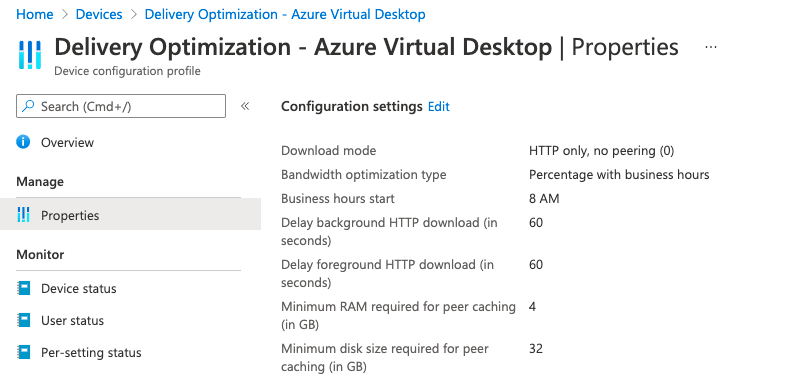 Home > Devices > Delivery Optimization - Azure Virtual Desktop
Delivery Optimization - Azure Virtual Desktop | Properties ...
Device configuration profile
Search (Cmd+/) «
Overview
Manage
Properties
Monitor
Device status
User status
Per-setting status
Configuration settings Edit
Download mode HTTP only, no peering (0)
Bandwidth optimization type Percentage with business hours
Business hours start 8 AM
Delay background HTTP download (in 60
seconds)
Delay foreground HTTP download (in 60
seconds)
Minimum RAM required for peer caching 4
(in GB)
Minimum disk size required for peer 32
caching (in GB)